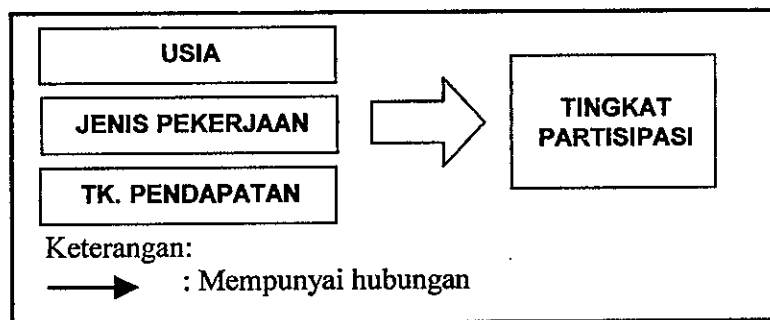 USIA
JENIS PEKERJAAN
TK. PENDAPATAN
TINGKAT
PARTISIPASI
Keterangan:
: Mempunyai hubungan